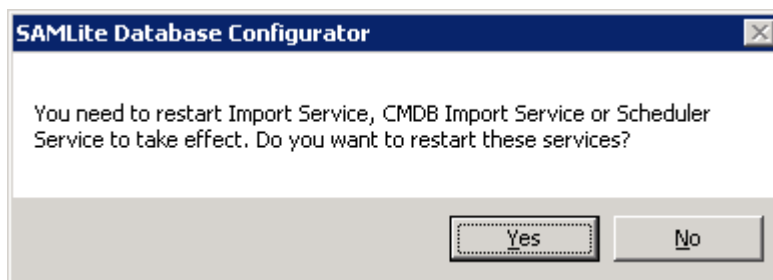 SAMLite Database Configurator
You need to restart Import Service, CMDB Import Service or Scheduler
Service to take effect. Do you want to restart these services?
Yes
No